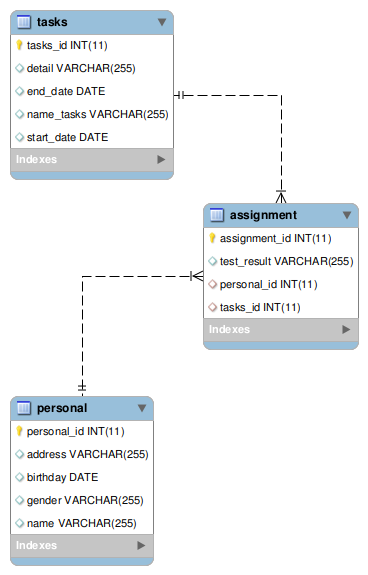 tasks
tasks_id INT(11)
detail VARCHAR(255)
end_date DATE
name_tasks VARCHAR(255)
start_date DATE
Indexes
assignment
assignment_id INT(11)
test_result VARCHAR(255)
personal_id INT(11)
tasks_id INT(11)
Indexes
personal
personal_id INT(11)
address VARCHAR(255)
birthday DATE
gender VARCHAR(255)
name VARCHAR(255)
Indexes